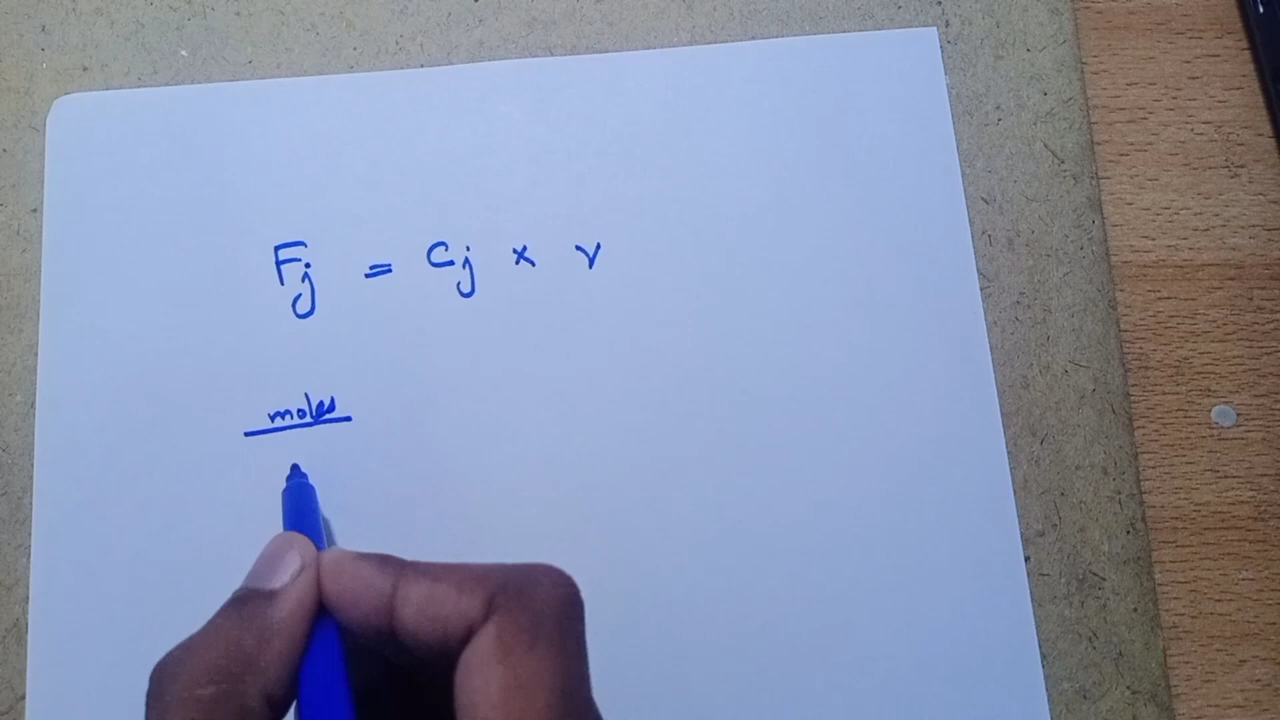 Fj = Cj × v
moles